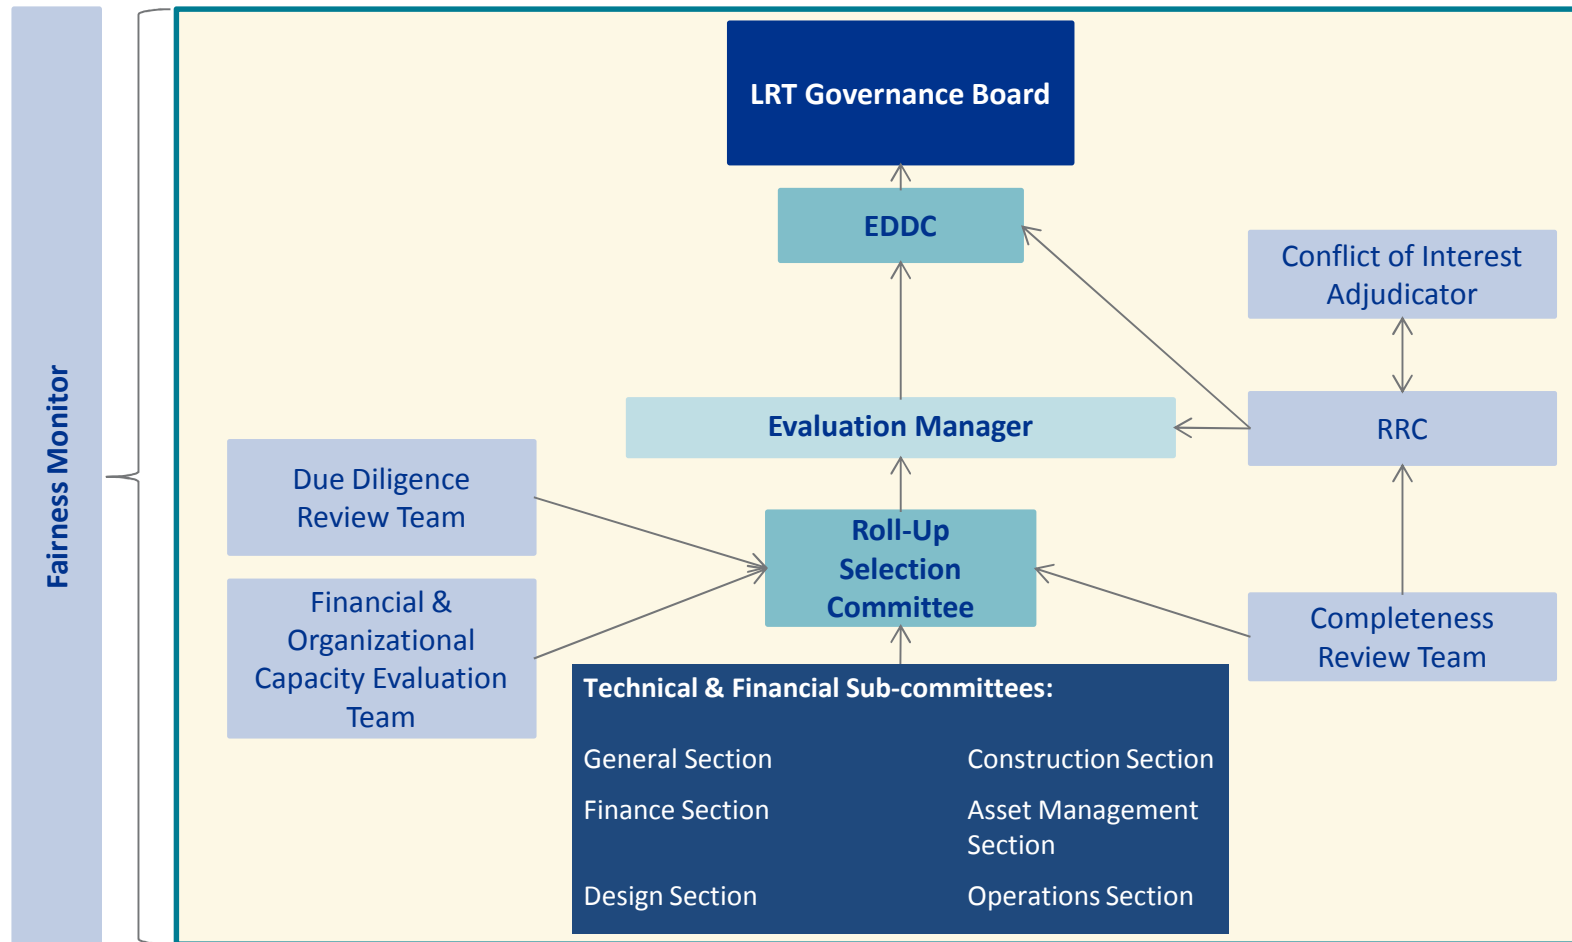 Fairness Monitor
LRT Governance Board
EDDC
Conflict of Interest
Adjudicator
Evaluation Manager
RRC
Due Diligence
Review Team
Roll-Up
Selection
Committee
Financial &
Organizational
Capacity Evaluation
Team
Completeness
Review Team
Technical & Financial Sub-committees:
General Section
Construction Section
Finance Section
Asset Management
Section
Design Section
Operations Section